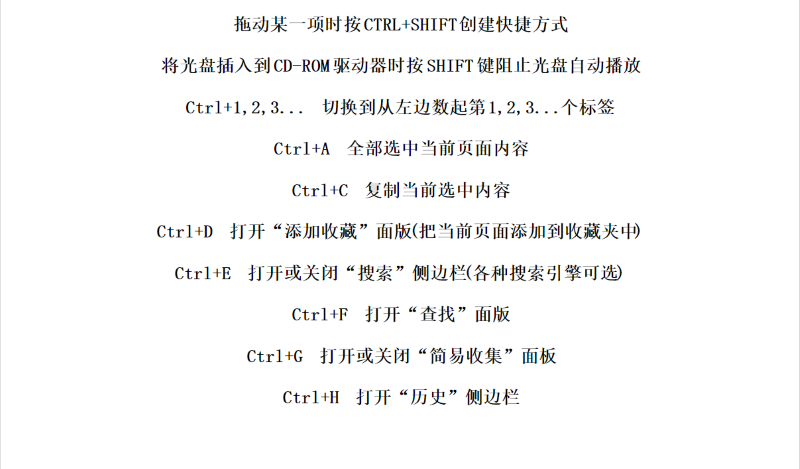 拖动某一项时按CTRL+SHIFT创建快捷方式
将光盘插入到CD-ROM驱动器时按SHIFT键阻止光盘自动播放
Ctrl+1,2,3... 切换到从左边数起第1,2,3...个标签
Ctrl+A 全部选中当前页面内容
Ctrl+C 复制当前选中内容
Ctrl+D 打开“添加收藏”面版(把当前页面添加到收藏夹中)
Ctrl+E 打开或关闭“搜索”侧边栏(各种搜索引擎可选)
Ctrl+F 打开“查找”面版
Ctrl+G 打开或关闭“简易收集”面板
Ctrl+H 打开“历史”侧边栏